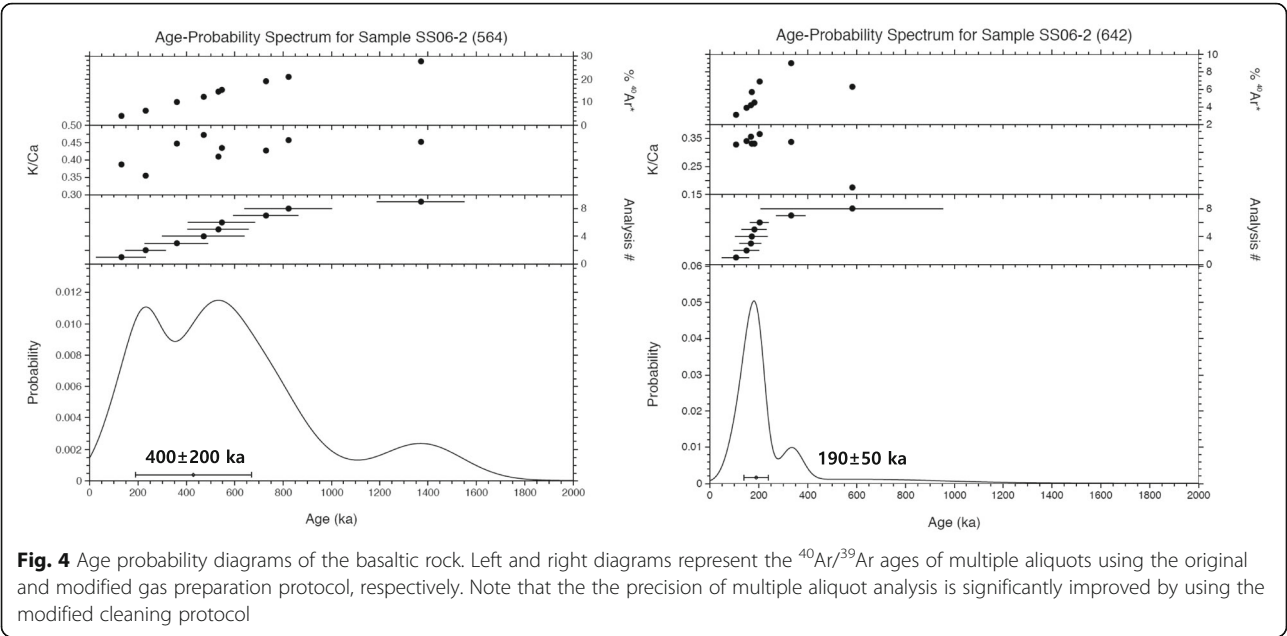 Age-Probability Spectrum for Sample SS06-2 (564)
30
20
10
0
% ⁴⁰Ar*
0.50
0.45
0.40
0.35
0.30
K/Ca
8
4
0
Analysis #
0.012
0.010
0.008
0.006
0.004
0.002
0
Probability
400±200 ka
0 200 400 600 800 1000 1200 1400 1600 1800 2000
Age (ka)
Age-Probability Spectrum for Sample SS06-2 (642)
10
8
6
4
2
% ⁴⁰Ar*
0.35
0.25
0.15
K/Ca
8
4
0
Analysis #
0.06
0.05
0.04
0.03
0.02
0.01
0
Probability
190±50 ka
0 200 400 600 800 1000 1200 1400 1600 1800 2000
Age (ka)
Fig. 4 Age probability diagrams of the basaltic rock. Left and right diagrams represent the ⁴⁰Ar/³⁹Ar ages of multiple aliquots using the original
and modified gas preparation protocol, respectively. Note that the the precision of multiple aliquot analysis is significantly improved by using the
modified cleaning protocol